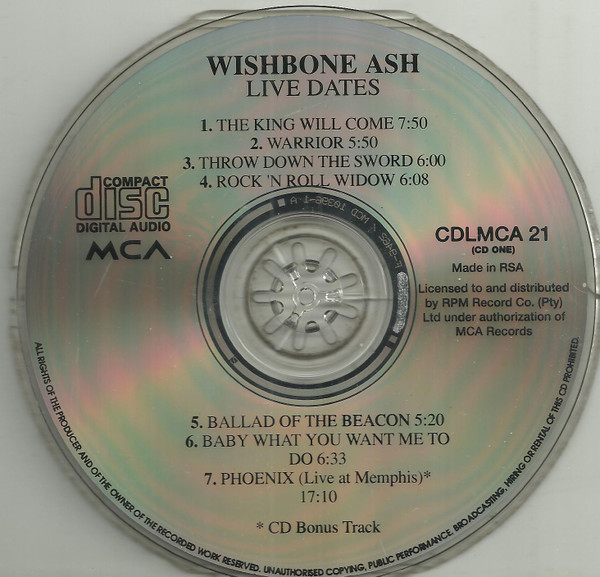 WISHBONE ASH
LIVE DATES
1. THE KING WILL COME 7:50
2. WARRIOR 5:50
3. THROW DOWN THE SWORD 6:00
4. ROCK 'N ROLL WIDOW 6:08
COMPACT
disc
DIGITAL AUDIO
MCA
CDLMCA 21
(CD ONE)
Made in RSA
Licensed to and distributed
by RPM Record Co. (Pty)
Ltd under authorization of
MCA Records
5. BALLAD OF THE BEACON 5:20
6. BABY WHAT YOU WANT ME TO
DO 6:33
7. PHOENIX (Live at Memphis)*
17:10
* CD Bonus Track
ALL RIGHTS OF THE PRODUCER AND OF THE OWNER OF THE RECORDED WORK RESERVED. UNAUTHORISED COPYING, PUBLIC PERFORMANCE, BROADCASTING, HIRING OR RENTAL OF THIS CD PROHIBITED.